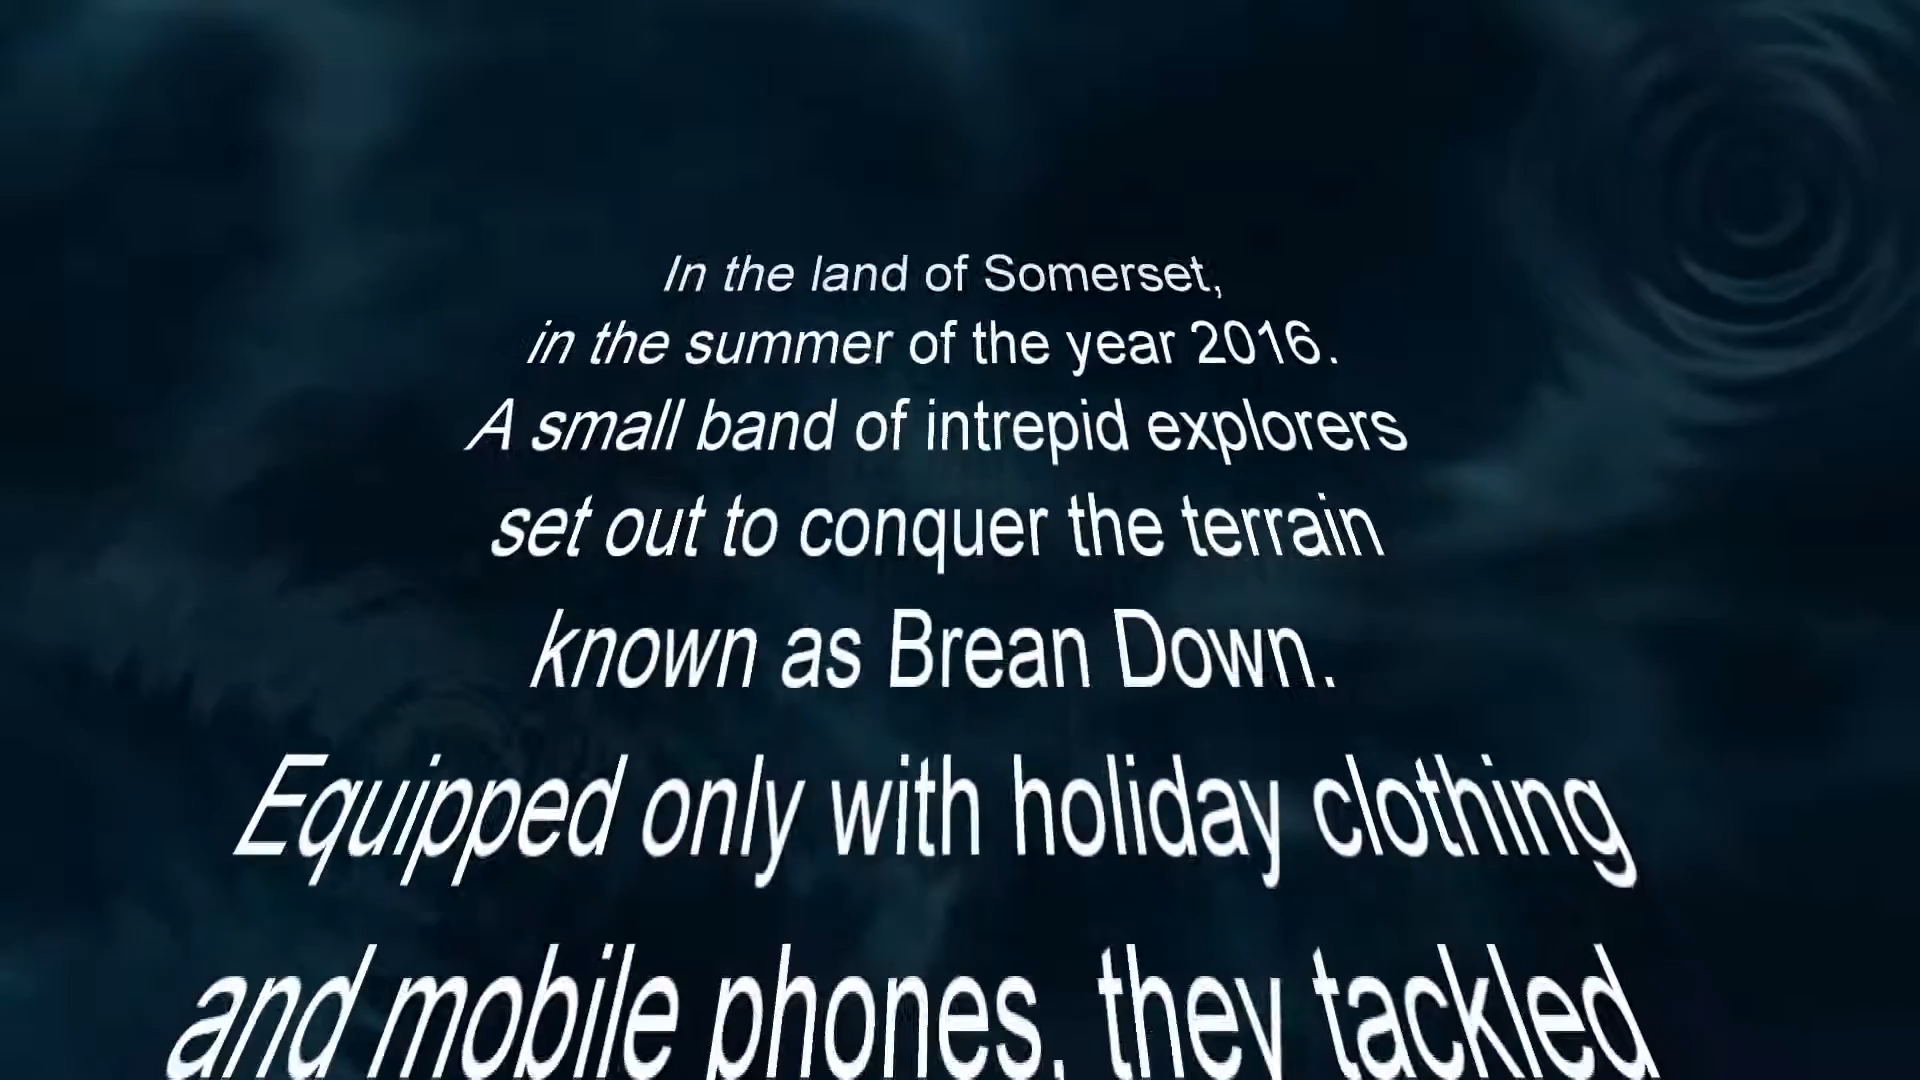 In the land of Somerset,
in the summer of the year 2016.
A small band of intrepid explorers
set out to conquer the terrain
known as Brean Down.
Equipped only with holiday clothing
and mobile phones, they tackled